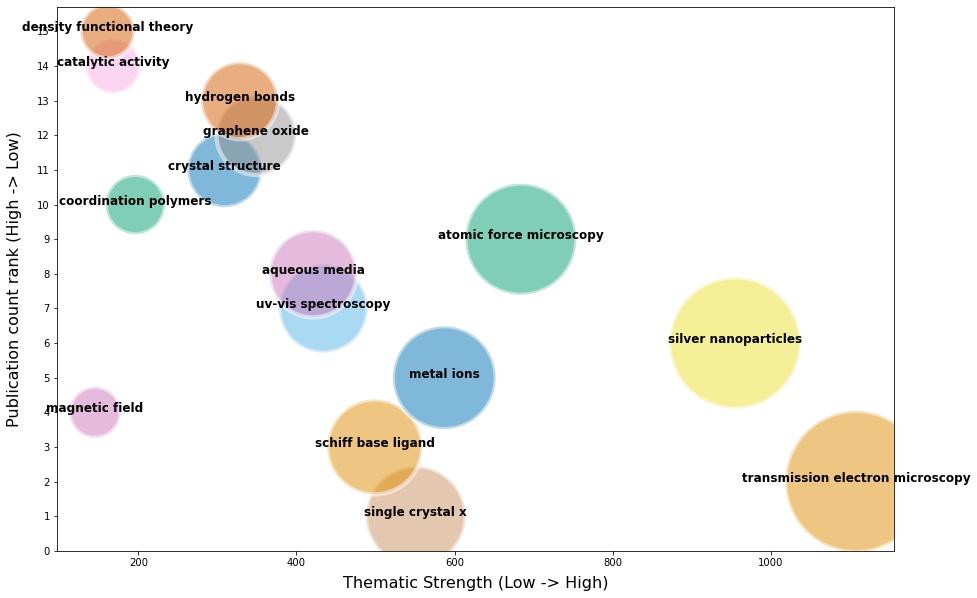 density functional theory
15
catalytic activity
14
hydrogen bonds
13
graphene oxide
12
crystal structure
11
coordination polymers
10
atomic force microscopy
9
aqueous media
8
uv-vis spectroscopy
7
silver nanoparticles
6
metal ions
5
magnetic field
4
schiff base ligand
3
transmission electron microscopy
2
single crystal x
1
0
200 400 600 800 1000
Thematic Strength (Low -> High)
Publication count rank (High -> Low)